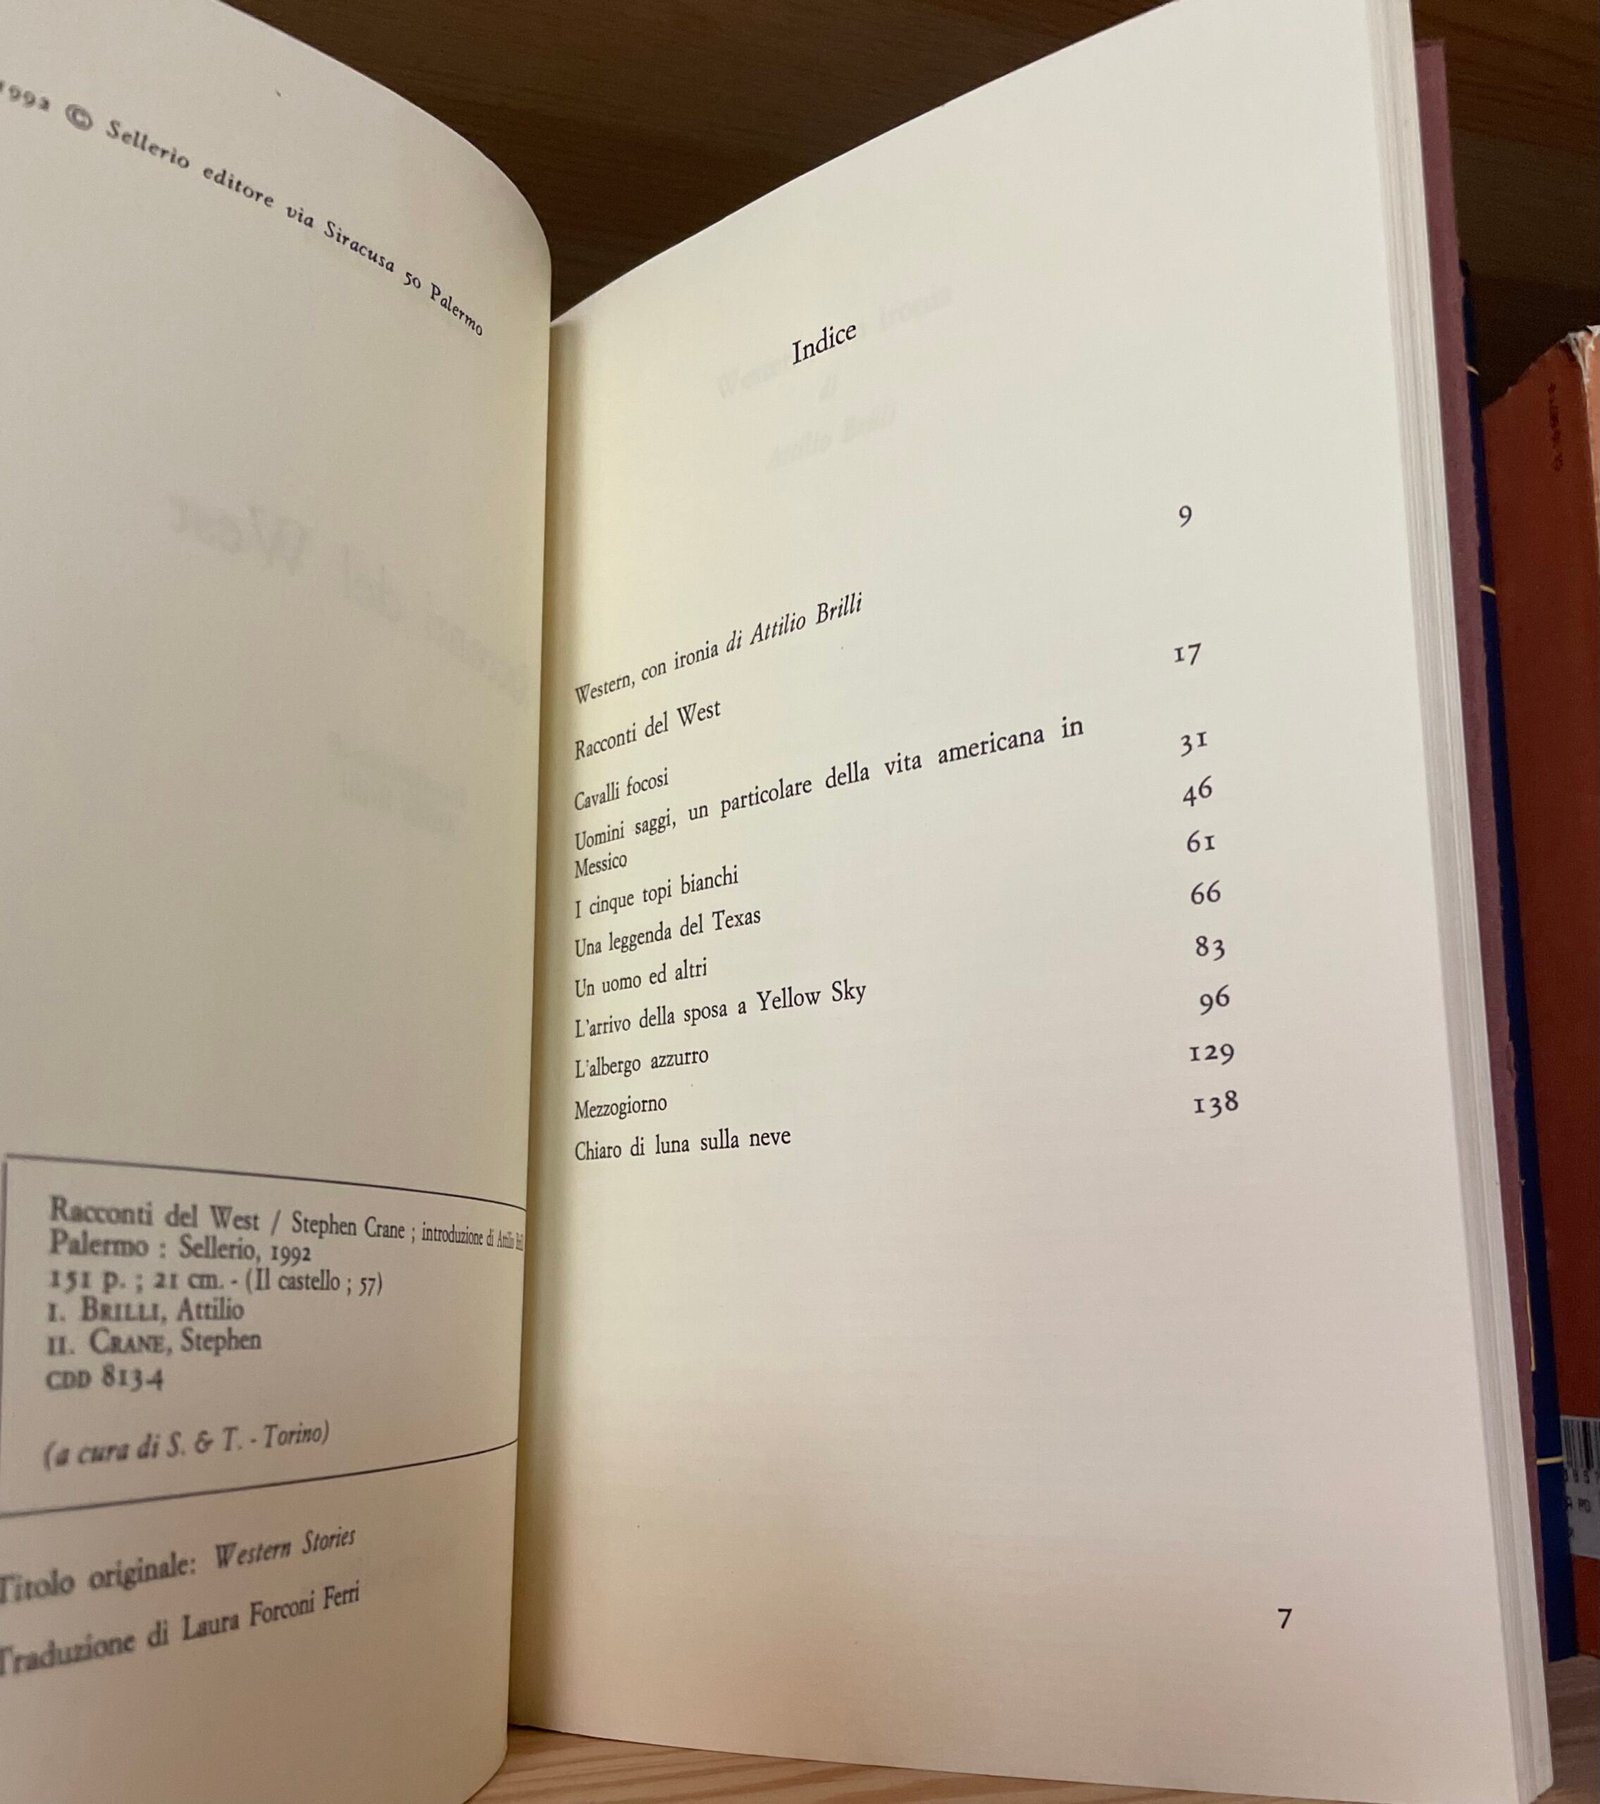 1992 © Sellerio editore via Siracusa 50 Palermo
Racconti del West / Stephen Crane ; introduzione di Attilio
Palermo : Sellerio, 1992
151 p. ; 21 cm. - (Il castello ; 57)
I. BRILLI, Attilio
II. CRANE, Stephen
CDD 813.4
(a cura di S. & T. - Torino)
Titolo originale: Western Stories
Traduzione di Laura Forconi Ferri
Indice
Western, con ironia di Attilio Brilli 9
Racconti del West
Cavalli focosi 17
Uomini saggi, un particolare della vita americana in
Messico 31
I cinque topi bianchi 46
Una leggenda del Texas 61
Un uomo ed altri 66
L'arrivo della sposa a Yellow Sky 83
L'albergo azzurro 96
Mezzogiorno 129
Chiaro di luna sulla neve 138
7